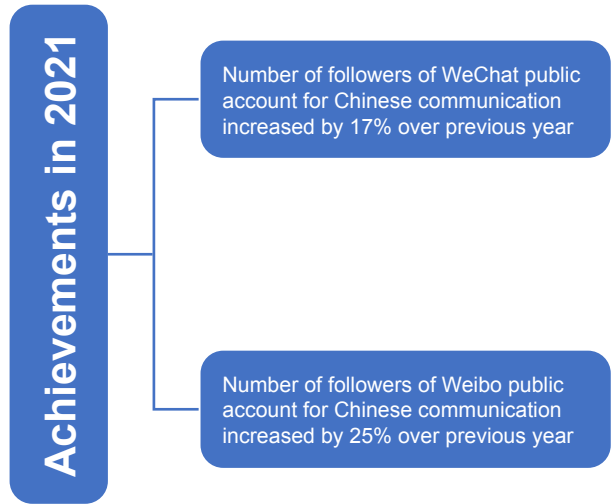 Achievements in 2021
Number of followers of WeChat public
account for Chinese communication
increased by 17% over previous year
Number of followers of Weibo public
account for Chinese communication
increased by 25% over previous year